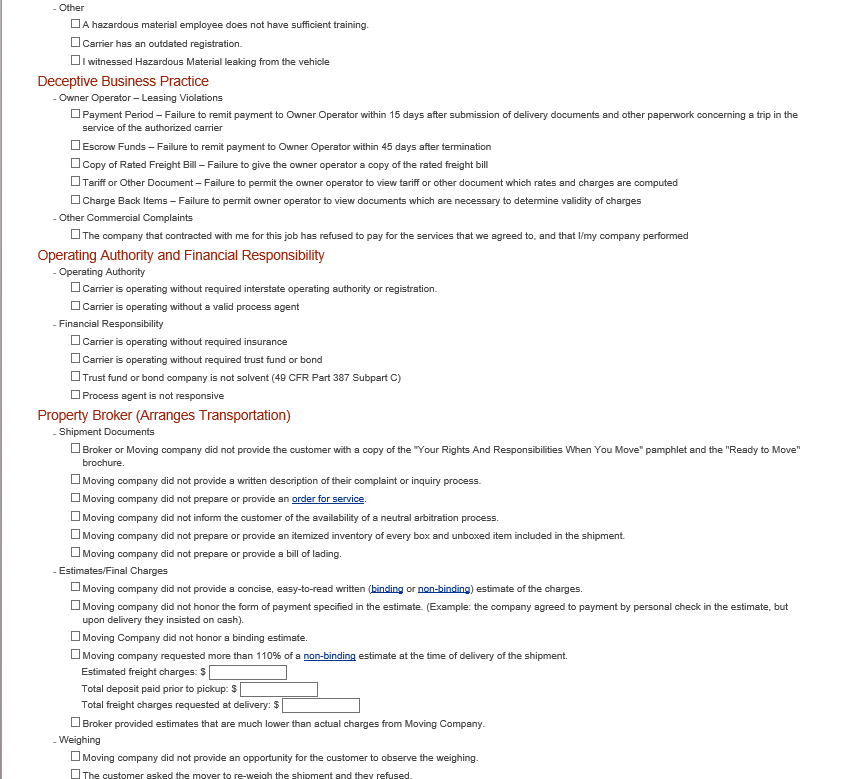 - Other
A hazardous material employee does not have sufficient training.
Carrier has an outdated registration.
I witnessed Hazardous Material leaking from the vehicle
Deceptive Business Practice
- Owner Operator – Leasing Violations
Payment Period – Failure to remit payment to Owner Operator within 15 days after submission of delivery documents and other paperwork concerning a trip in the
service of the authorized carrier
Escrow Funds – Failure to remit payment to Owner Operator within 45 days after termination
Copy of Rated Freight Bill – Failure to give the owner operator a copy of the rated freight bill
Tariff or Other Document – Failure to permit the owner operator to view tariff or other document which rates and charges are computed
Charge Back Items – Failure to permit owner operator to view documents which are necessary to determine validity of charges
- Other Commercial Complaints
The company that contracted with me for this job has refused to pay for the services that we agreed to, and that I/my company performed
Operating Authority and Financial Responsibility
- Operating Authority
Carrier is operating without required interstate operating authority or registration.
Carrier is operating without a valid process agent
- Financial Responsibility
Carrier is operating without required insurance
Carrier is operating without required trust fund or bond
Trust fund or bond company is not solvent (49 CFR Part 387 Subpart C)
Process agent is not responsive
Property Broker (Arranges Transportation)
- Shipment Documents
Broker or Moving company did not provide the customer with a copy of the "Your Rights And Responsibilities When You Move" pamphlet and the "Ready to Move"
brochure.
Moving company did not provide a written description of their complaint or inquiry process.
Moving company did not prepare or provide an order for service.
Moving company did not inform the customer of the availability of a neutral arbitration process.
Moving company did not prepare or provide an itemized inventory of every box and unboxed item included in the shipment.
Moving company did not prepare or provide a bill of lading.
- Estimates/Final Charges
Moving company did not provide a concise, easy-to-read written (binding or non-binding) estimate of the charges.
Moving company did not honor the form of payment specified in the estimate. (Example: the company agreed to payment by personal check in the estimate, but
upon delivery they insisted on cash).
Moving Company did not honor a binding estimate.
Moving company requested more than 110% of a non-binding estimate at the time of delivery of the shipment.
Estimated freight charges: $
Total deposit paid prior to pickup: $
Total freight charges requested at delivery: $
Broker provided estimates that are much lower than actual charges from Moving Company.
- Weighing
Moving company did not provide an opportunity for the customer to observe the weighing.
The customer asked the mover to re-weigh the shipment and they refused.